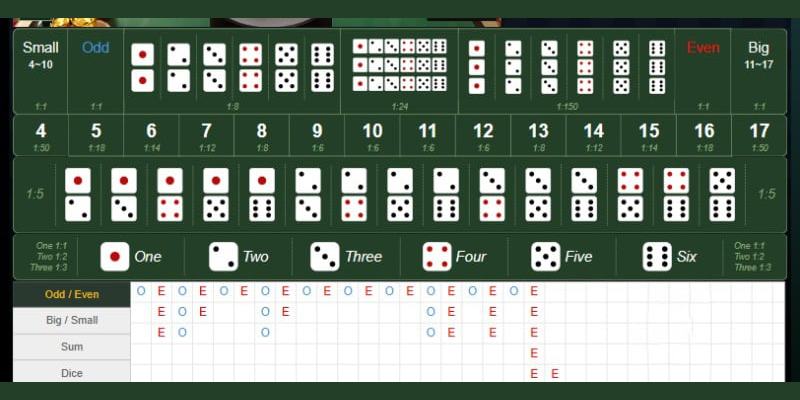 Small Odd Even Big
4~10 11~17
1:1 1:1 1:8 1:24 1:150 1:1 1:1
4 5 6 7 8 9 10 11 12 13 14 15 16 17
1:50 1:18 1:14 1:12 1:8 1:6 1:6 1:6 1:6 1:8 1:12 1:14 1:18 1:50
1:5 1:5
One 1:1
Two 1:2
Three 1:3
One Two Three Four Five Six
One 1:1
Two 1:2
Three 1:3
Odd / Even O E O E O E O E O E O E O E O E O E O E
Big / Small E O E O E O E E E
Sum E O O O E E E
E
Dice E E